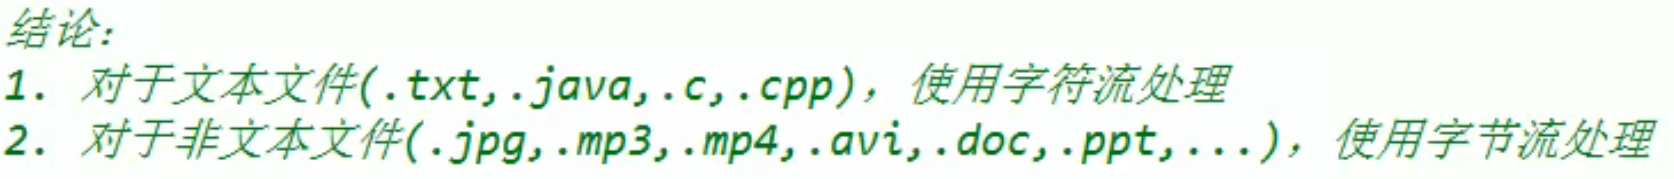 结论：
1. 对于文本文件(.txt,.java,.c,.cpp)，使用字符流处理
2. 对于非文本文件(.jpg,.mp3,.mp4,.avi,.doc,.ppt,...)，使用字节流处理